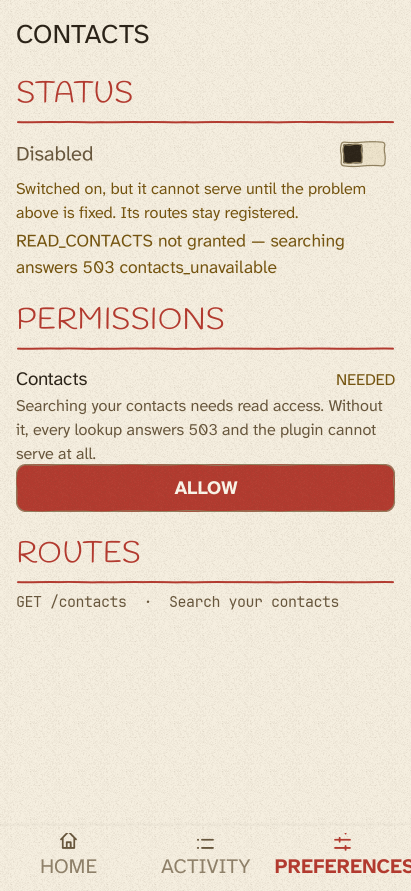 CONTACTS
STATUS
Disabled
Switched on, but it cannot serve until the problem
above is fixed. Its routes stay registered.
READ_CONTACTS not granted — searching
answers 503 contacts_unavailable
PERMISSIONS
Contacts NEEDED
Searching your contacts needs read access. Without
it, every lookup answers 503 and the plugin cannot
serve at all.
ALLOW
ROUTES
GET /contacts · Search your contacts
HOME ACTIVITY PREFERENCES